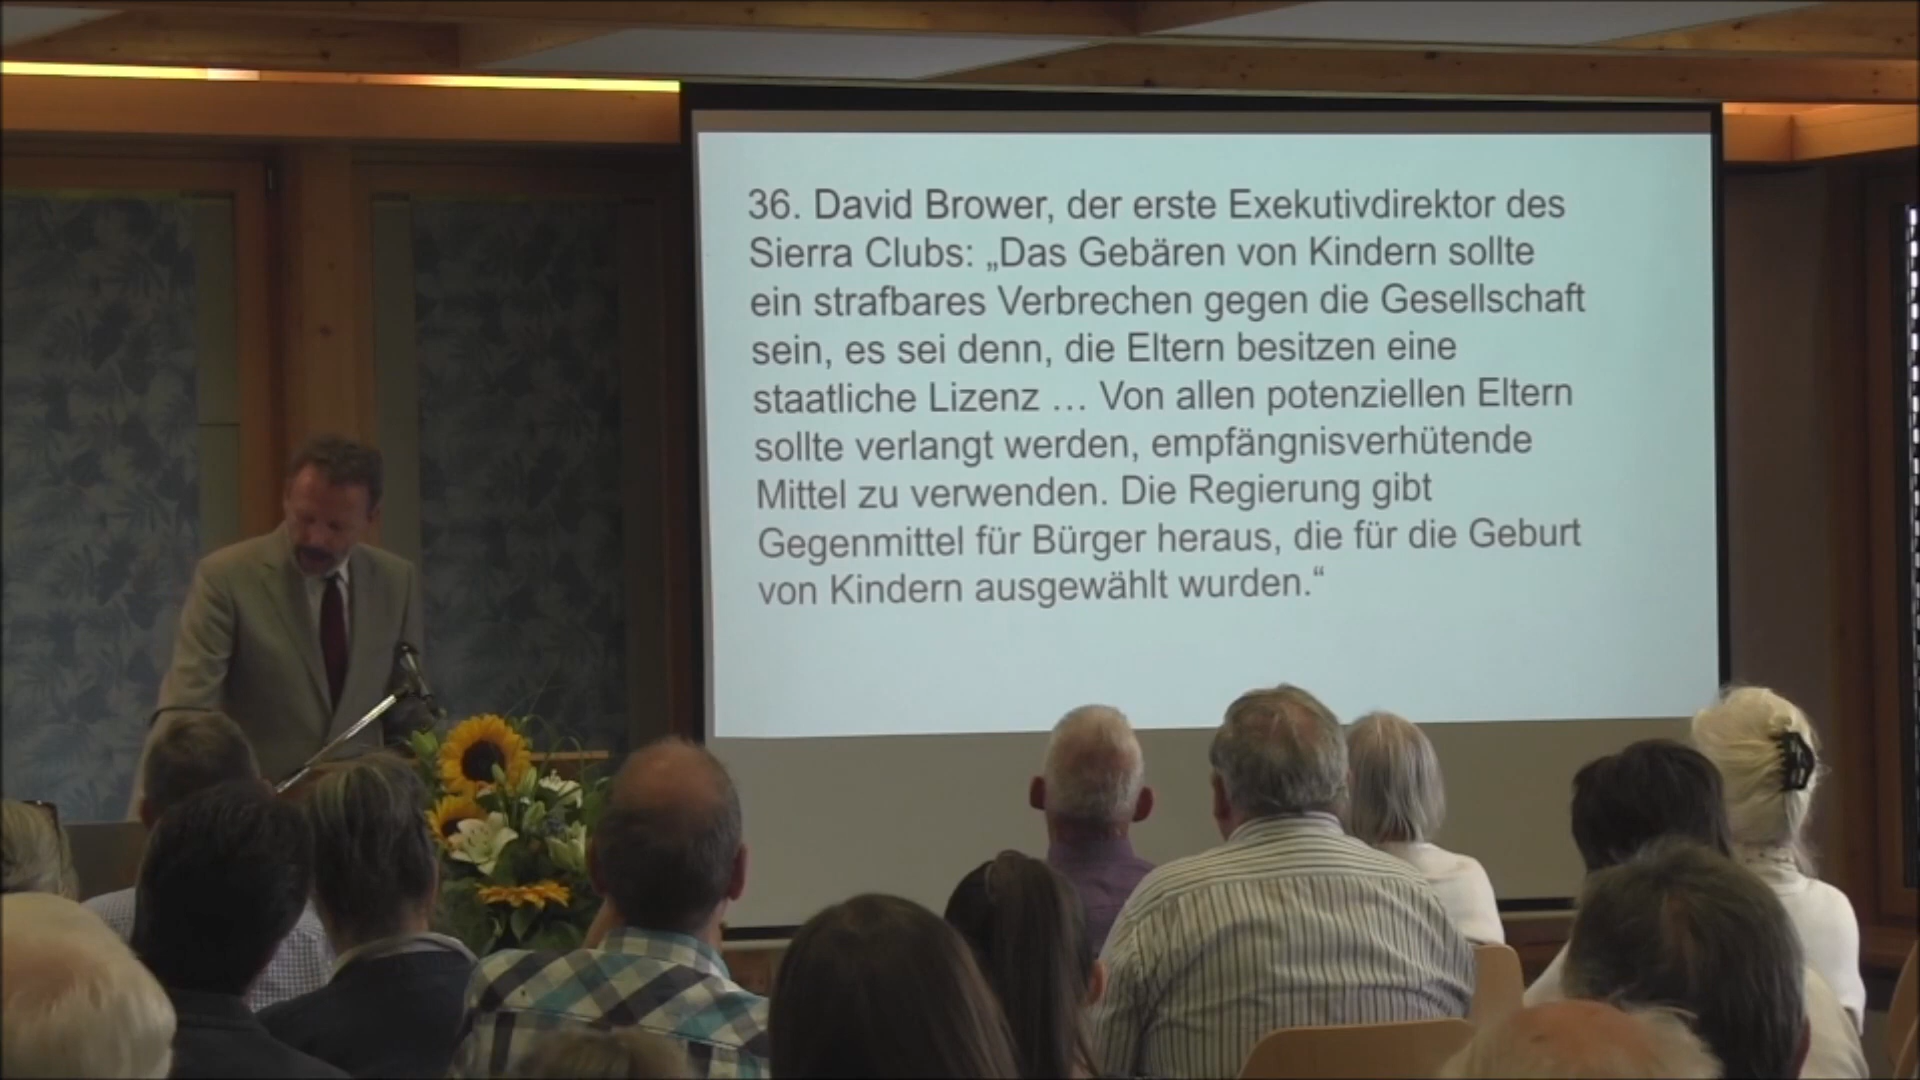 36. David Brower, der erste Exekutivdirektor des
Sierra Clubs: „Das Gebären von Kindern sollte
ein strafbares Verbrechen gegen die Gesellschaft
sein, es sei denn, die Eltern besitzen eine
staatliche Lizenz … Von allen potenziellen Eltern
sollte verlangt werden, empfängnisverhütende
Mittel zu verwenden. Die Regierung gibt
Gegenmittel für Bürger heraus, die für die Geburt
von Kindern ausgewählt wurden.“